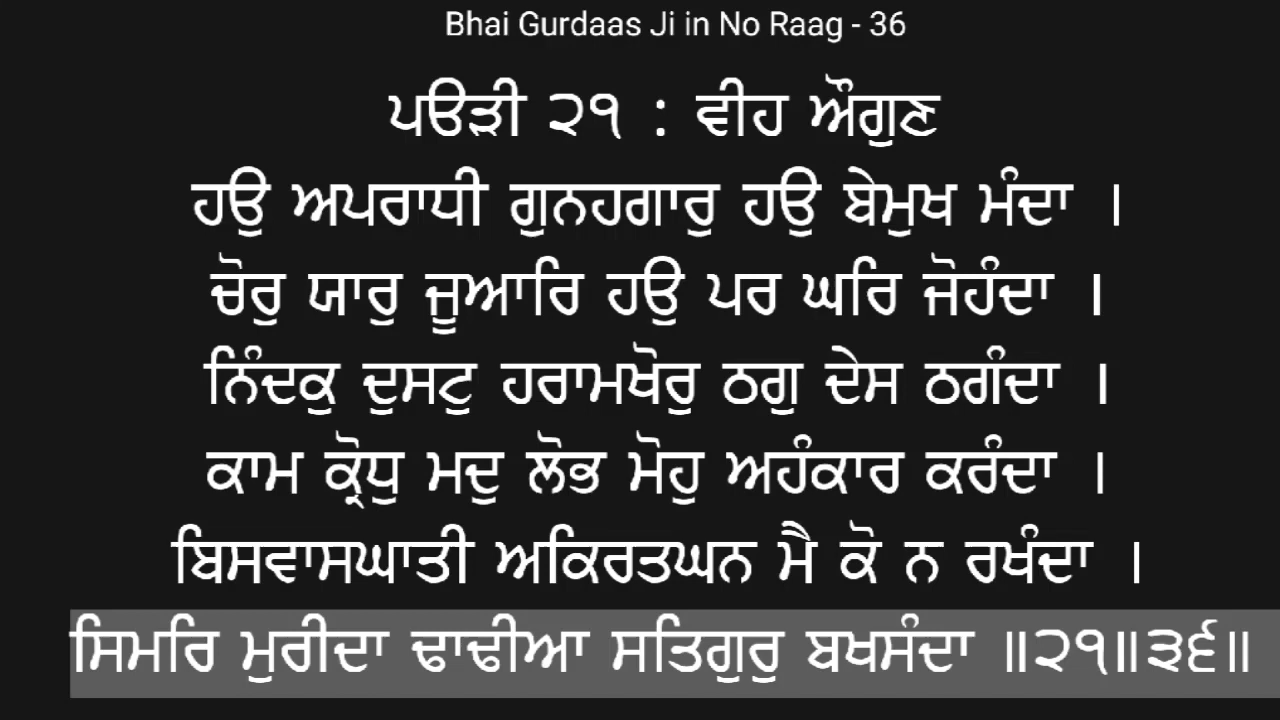 Bhai Gurdaas Ji in No Raag - 36
ਪਉੜੀ ੨੧ : ਵੀਹ ਔਗੁਣ
ਹਉ ਅਪਰਾਧੀ ਗੁਨਹਗਾਰੁ ਹਉ ਬੇਮੁਖ ਮੰਦਾ ।
ਚੋਰੁ ਯਾਰੁ ਜੂਆਰਿ ਹਉ ਪਰ ਘਰਿ ਜੋਹੰਦਾ ।
ਨਿੰਦਕੁ ਦੁਸਟੁ ਹਰਾਮਖੋਰੁ ਠਗੁ ਦੇਸ ਠਗੰਦਾ ।
ਕਾਮ ਕ੍ਰੋਧੁ ਮਦੁ ਲੋਭ ਮੋਹੁ ਅਹੰਕਾਰ ਕਰੰਦਾ ।
ਬਿਸਵਾਸਘਾਤੀ ਅਕਿਰਤਘਨ ਮੈ ਕੋ ਨ ਰਖੰਦਾ ।
ਸਿਮਰਿ ਮੁਰੀਦਾ ਢਾਢੀਆ ਸਤਿਗੁਰੁ ਬਖਸੰਦਾ ॥੨੧॥੩੬॥